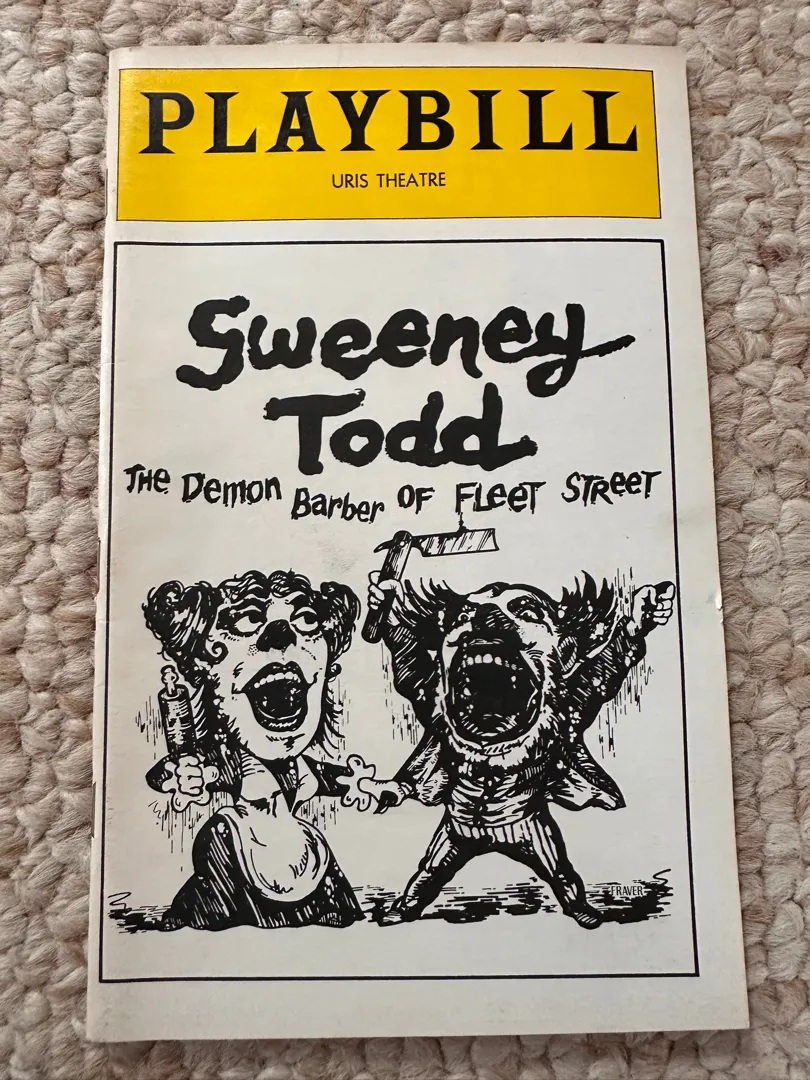 PLAYBILL
URIS THEATRE
Sweeney
Todd
THE Demon Barber OF FLEET STREET
FRAVER